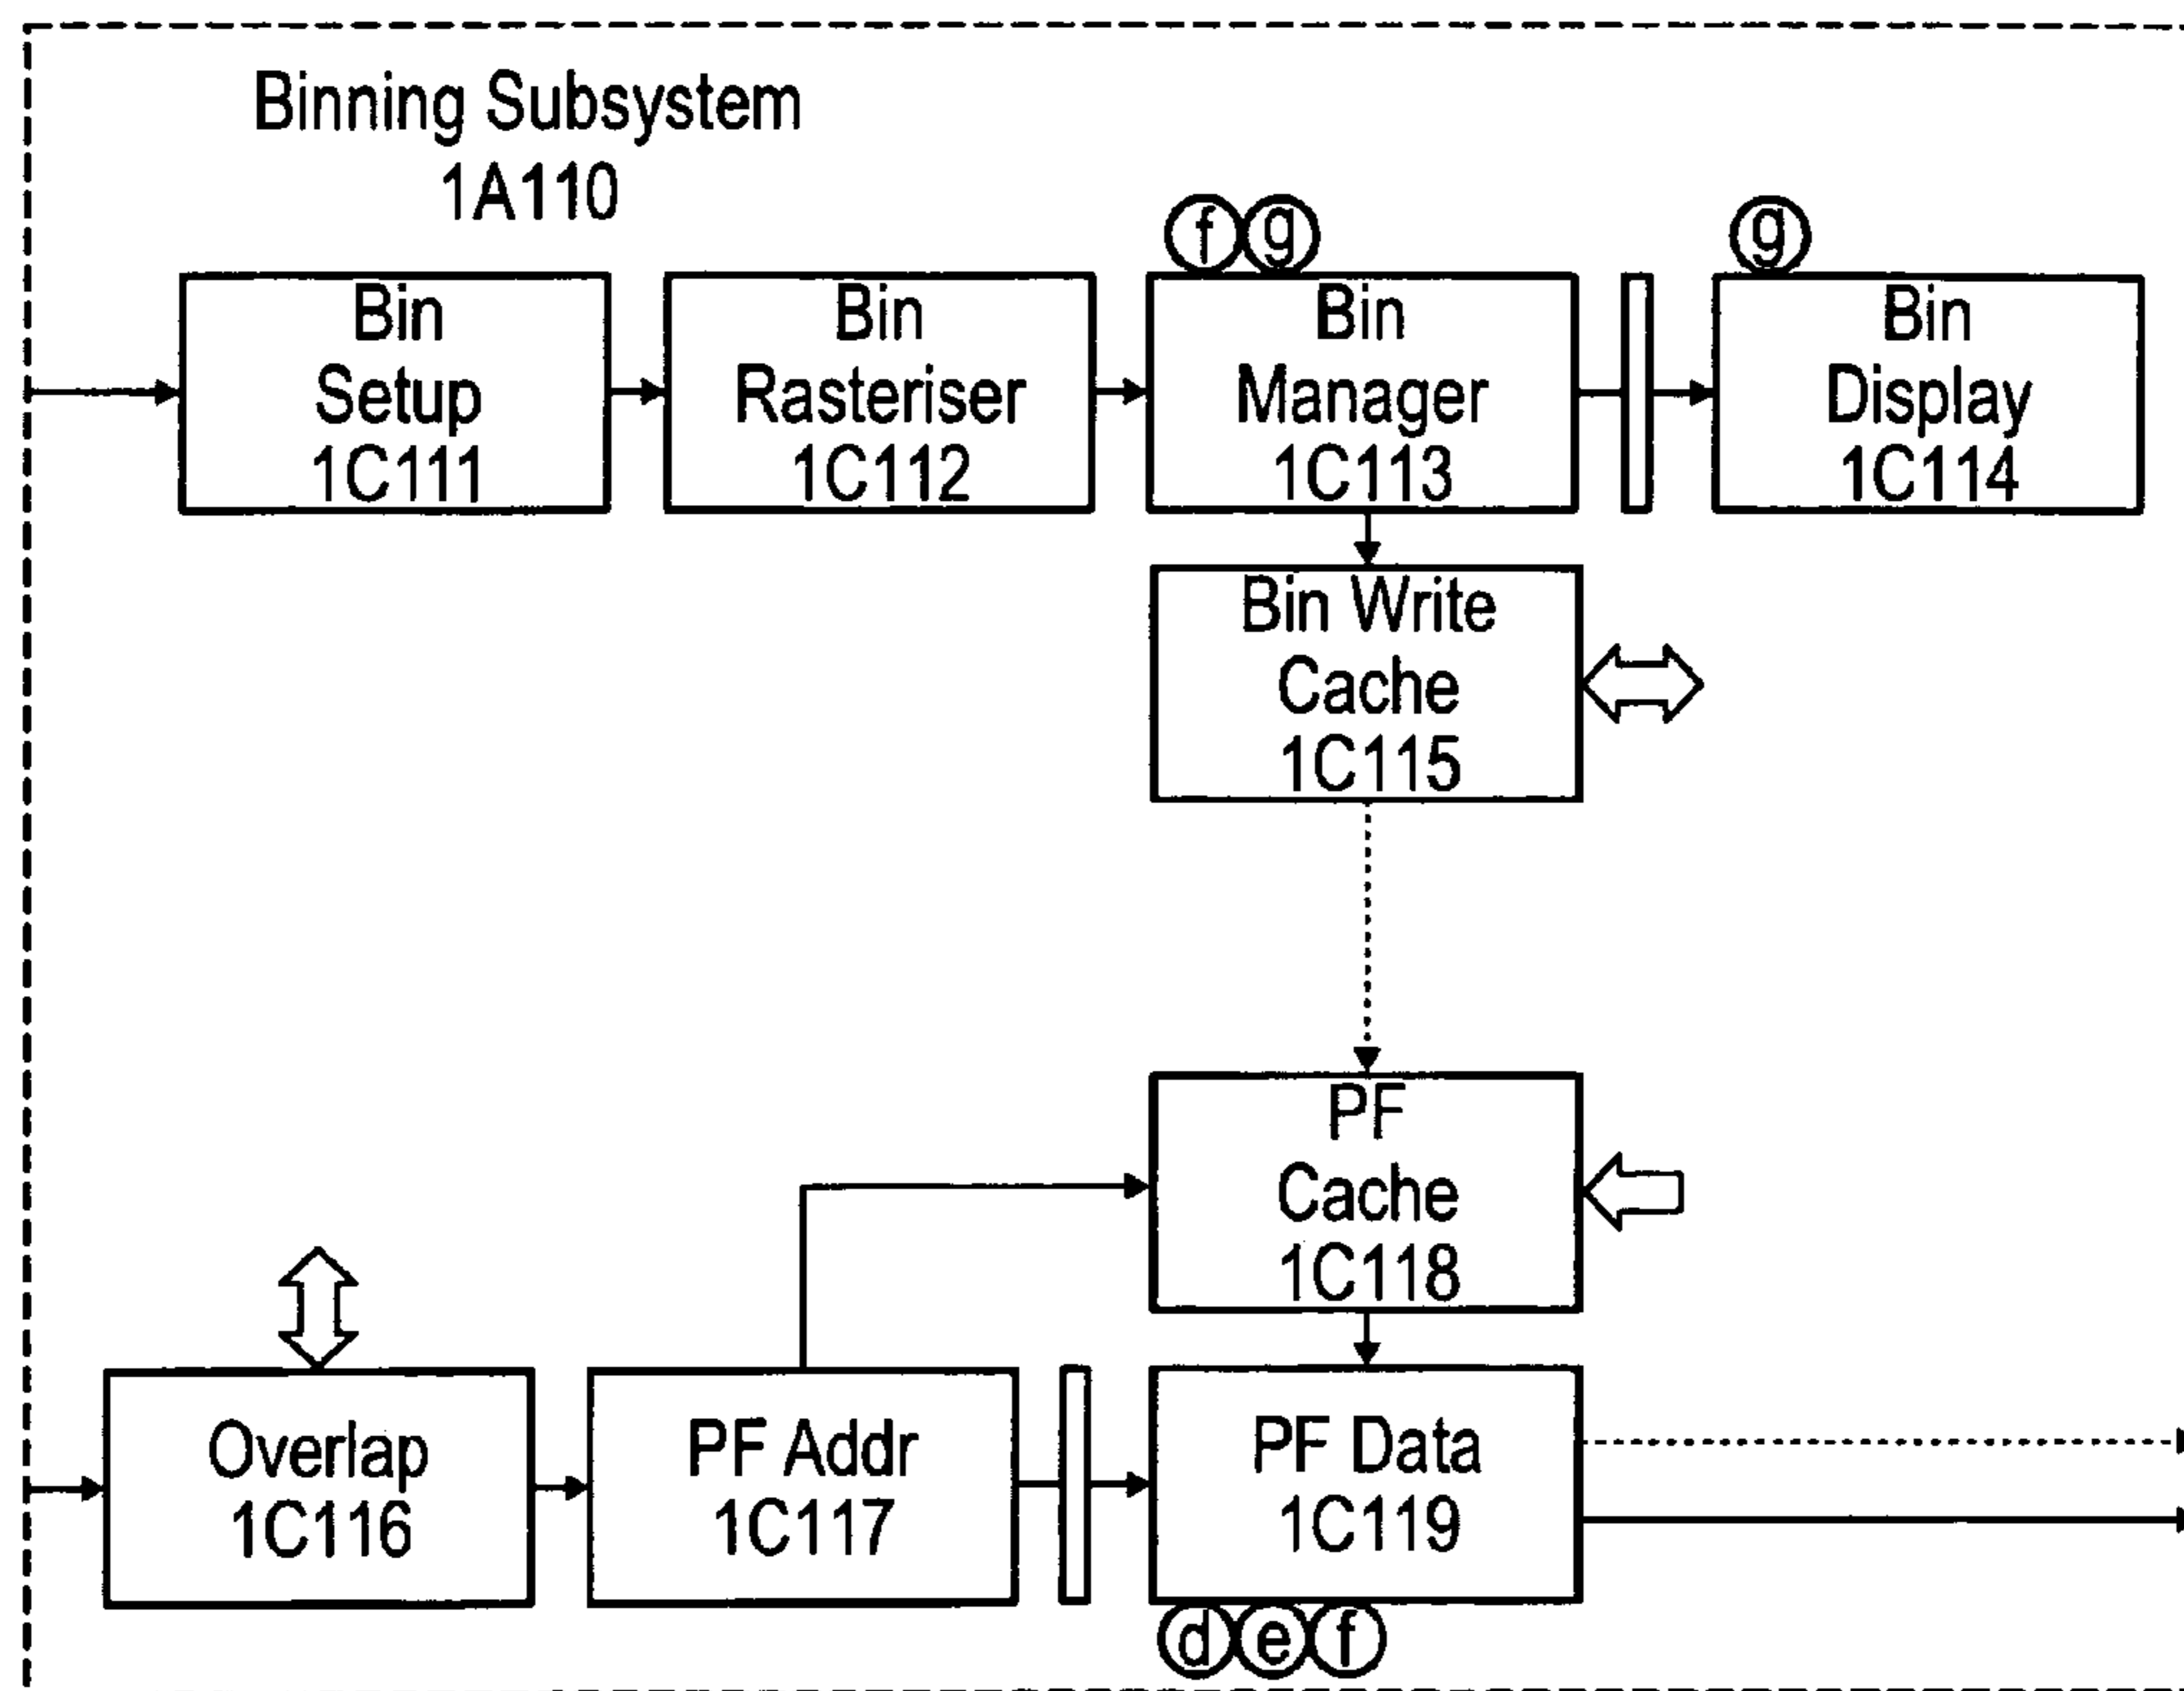 Binning Subsystem
1A110
f g
g
Bin
Setup
1C111
Bin
Rasteriser
1C112
Bin
Manager
1C113
Bin
Display
1C114
Bin Write
Cache
1C115
PF
Cache
1C118
Overlap
1C116
PF Addr
1C117
PF Data
1C119
d e f